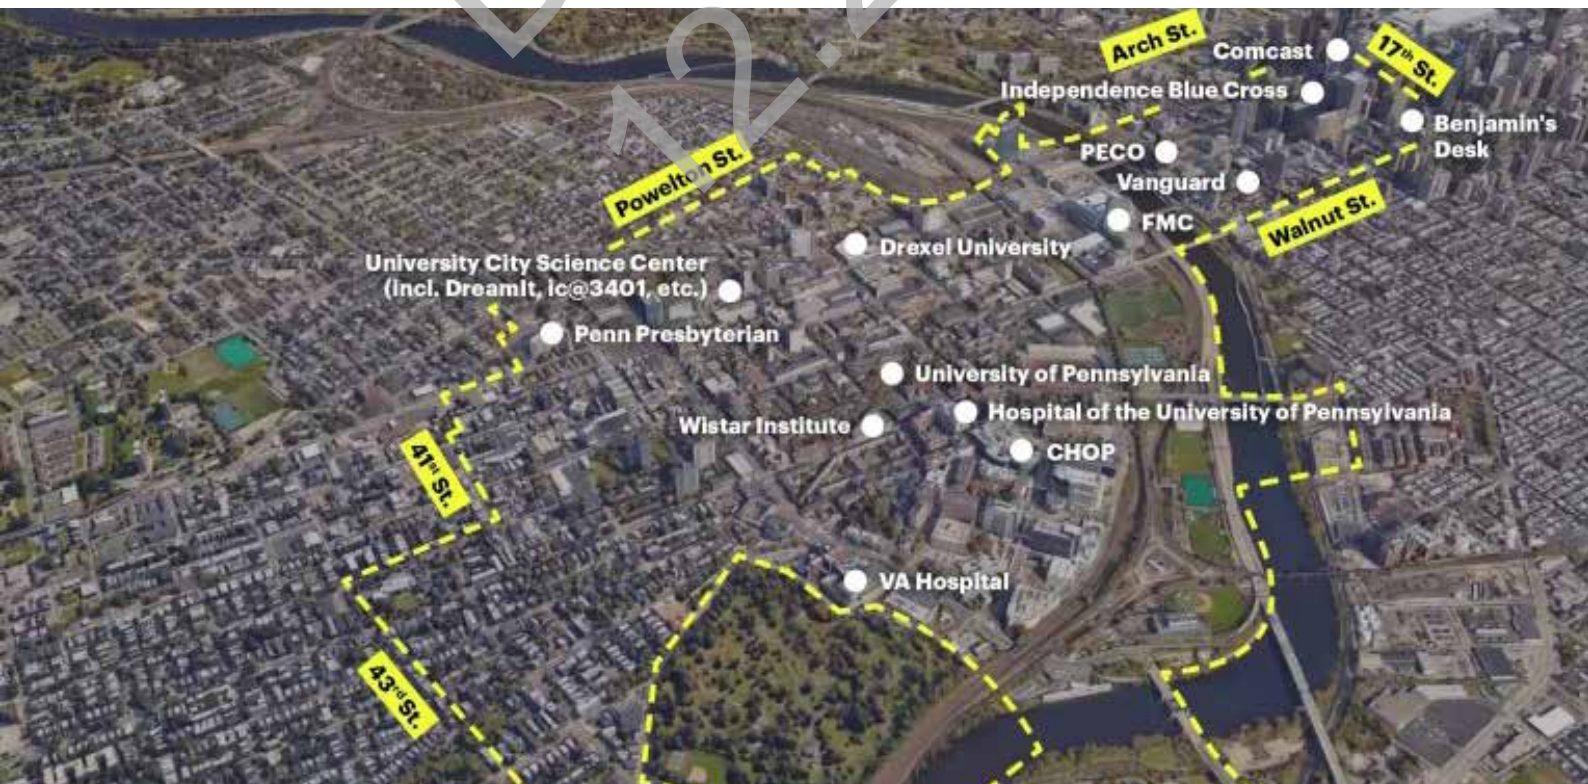 12.2
Arch St.
Comcast
17th St.
Independence Blue Cross
Benjamin's
Desk
PECO
Powelton St.
Vanguard
Walnut St.
FMC
Drexel University
University City Science Center
(incl. DreamIt, ic@3401, etc.)
Penn Presbyterian
University of Pennsylvania
Hospital of the University of Pennsylvania
Wistar Institute
CHOP
41st St.
VA Hospital
43rd St.